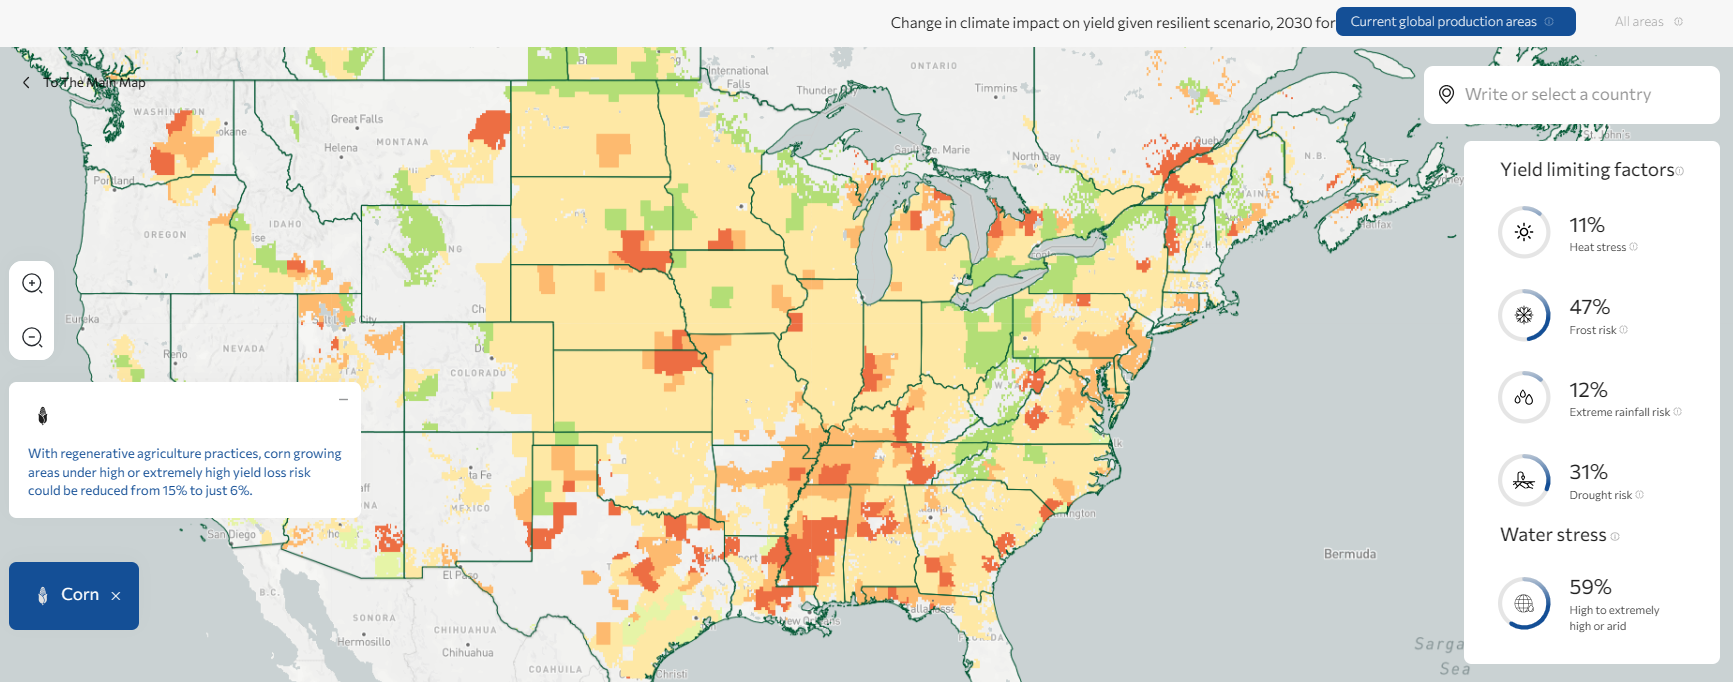 Change in climate impact on yield given resilient scenario, 2030 for
Current global production areas
All areas
To The Main Map
Write or select a country
Yield limiting factors
11%
Heat stress
47%
Frost risk
12%
Extreme rainfall risk
31%
Drought risk
Water stress
59%
High to extremely
high or arid
With regenerative agriculture practices, corn growing
areas under high or extremely high yield loss risk
could be reduced from 15% to just 6%.
Corn
International
Falls
ONTARIO
Thunder
Timmins
Great Falls
Helena
MONTANA
North Bay
N.B.
St. John's
OREGON
IDAHO
Eureka
Reno
NEVADA
COLORADO
San Diego
MEXICO
El Paso
B.C.
SONORA
Hermosillo
CHIHUAHUA
Chihuahua
COAHUILA
Bermuda
Sarga
Sea